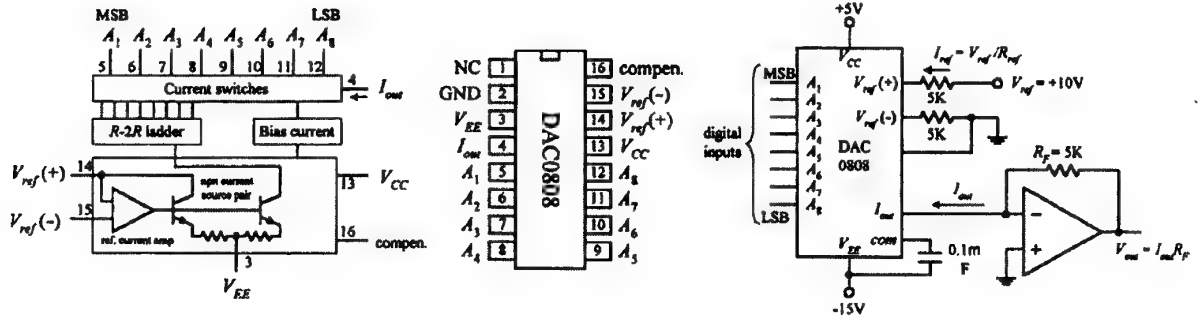 MSB LSB
A1 A2 A3 A4 A5 A6 A7 A8
5 6 7 8 9 10 11 12
Current switches
4
Iout
R-2R ladder
Bias current
14
Vref(+)
npn current
source pair
13
VCC
Vref(-)
15
ref. current amp
16
compen.
3
VEE
NC 1 16 compen.
GND 2 15 Vref(-)
VEE 3 14 Vref(+)
Iout 4 13 VCC
A1 5 12 A8
A2 6 11 A7
A3 7 10 A6
A4 8 9 A5
DAC0808
+5V
VCC
Iref = Vref/Rref
MSB
A1
A2
A3
A4
A5
A6
A7
A8
LSB
digital
inputs
Vref(+)
5K
Vref = +10V
Vref(-)
5K
DAC
0808
RF = 5K
Iout
Iout
−
+
Vout = IoutRF
com
VEE
0.1m
F
-15V